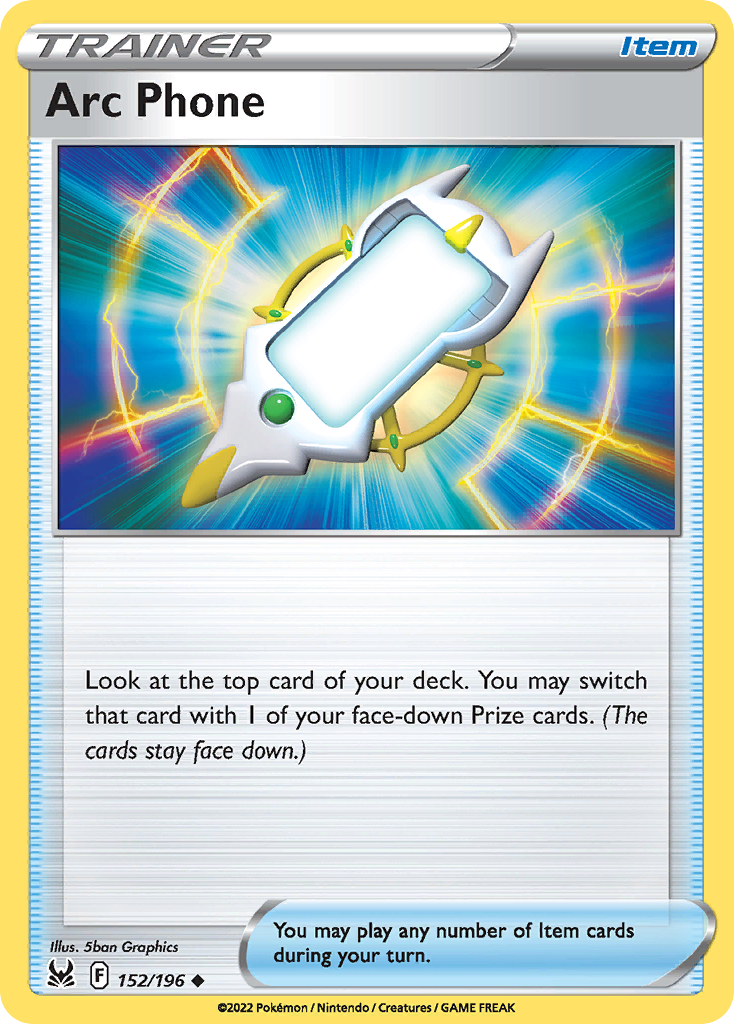 TRAINER
Item
Arc Phone
Look at the top card of your deck. You may switch
that card with 1 of your face-down Prize cards. (The
cards stay face down.)
You may play any number of Item cards
during your turn.
Illus. 5ban Graphics
F 152/196 ◆
©2022 Pokémon / Nintendo / Creatures / GAME FREAK